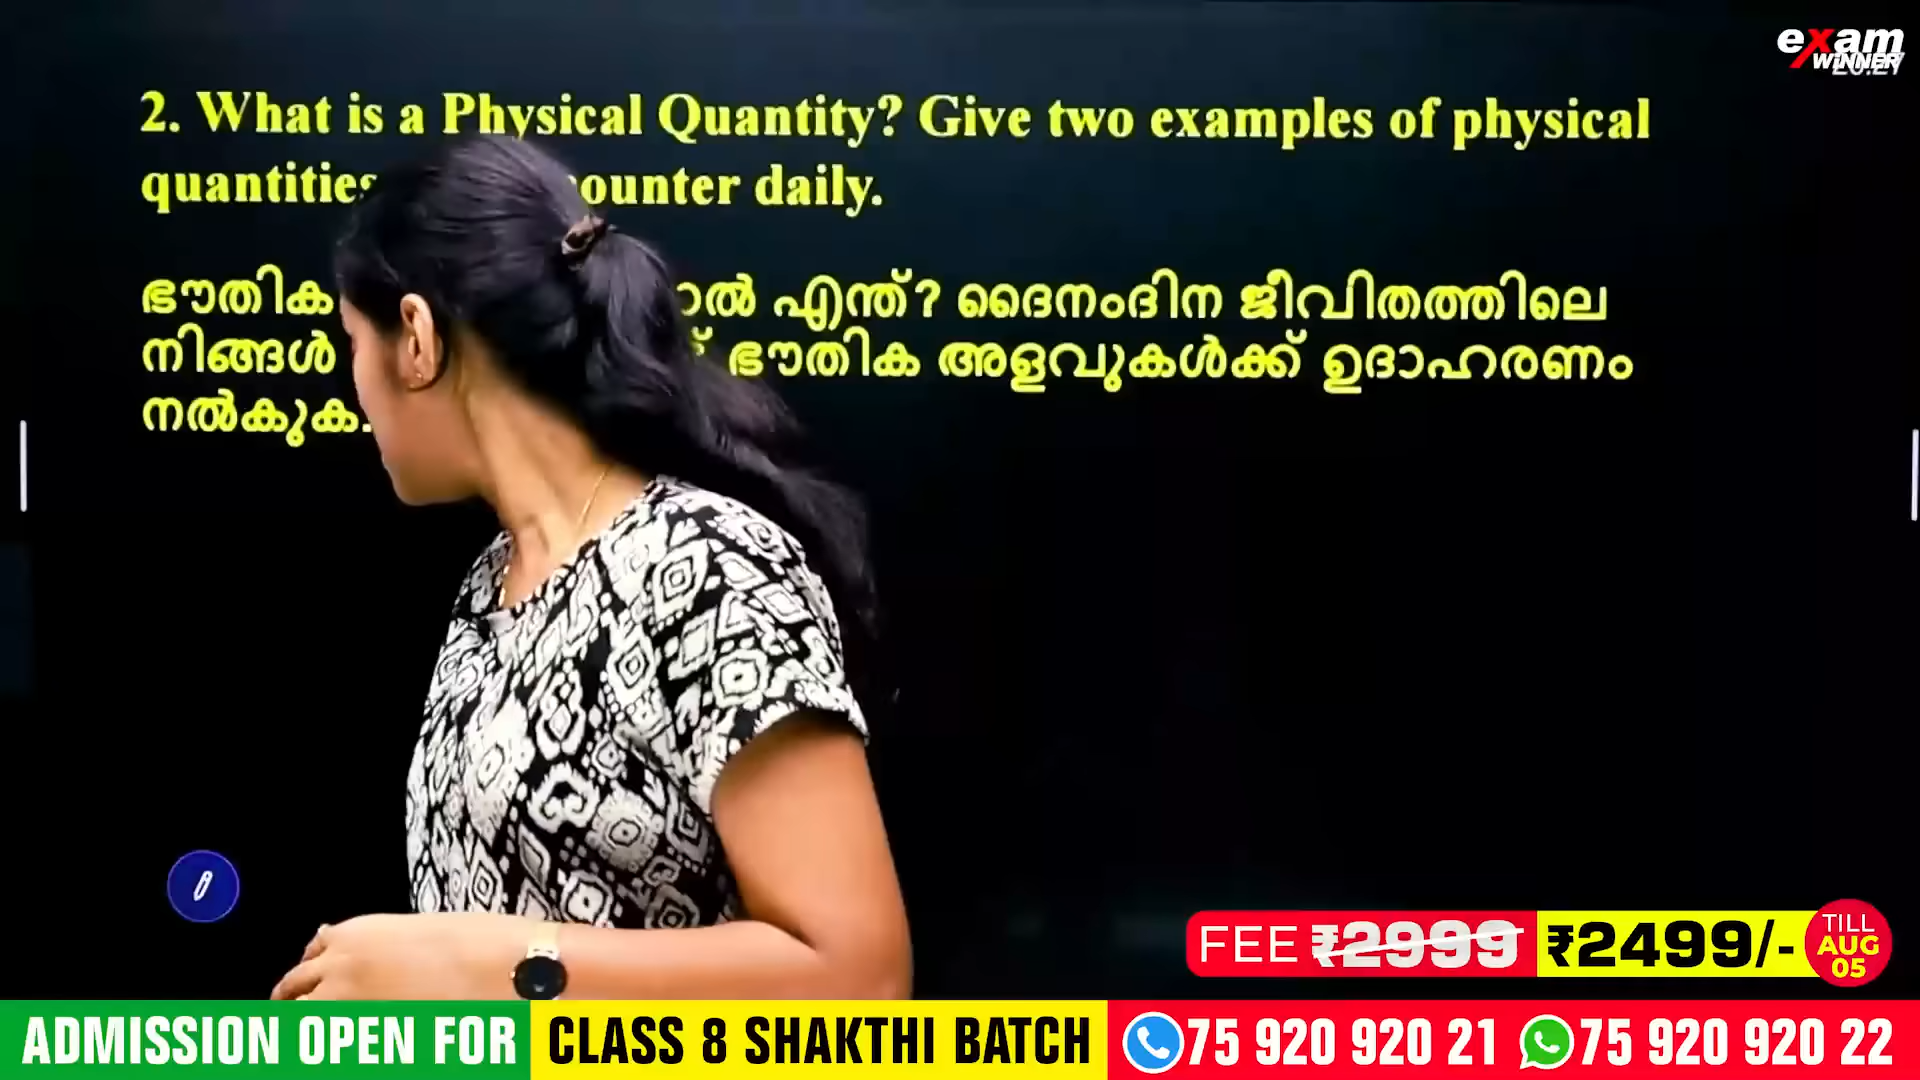 exam
WINNER
2. What is a Physical Quantity? Give two examples of physical
daily.
എന്ത്? ദൈനംദിന ജീവിതത്തിലെ
നിങ്ങൾ ഭൗതിക അളവുകൾക്ക് ഉദാഹരണം
നൽകുക.
FEE ₹2999 ₹2499/- TILL AUG 05
ADMISSION OPEN FOR CLASS 8 SHAKTHI BATCH 75 920 920 21 75 920 920 22